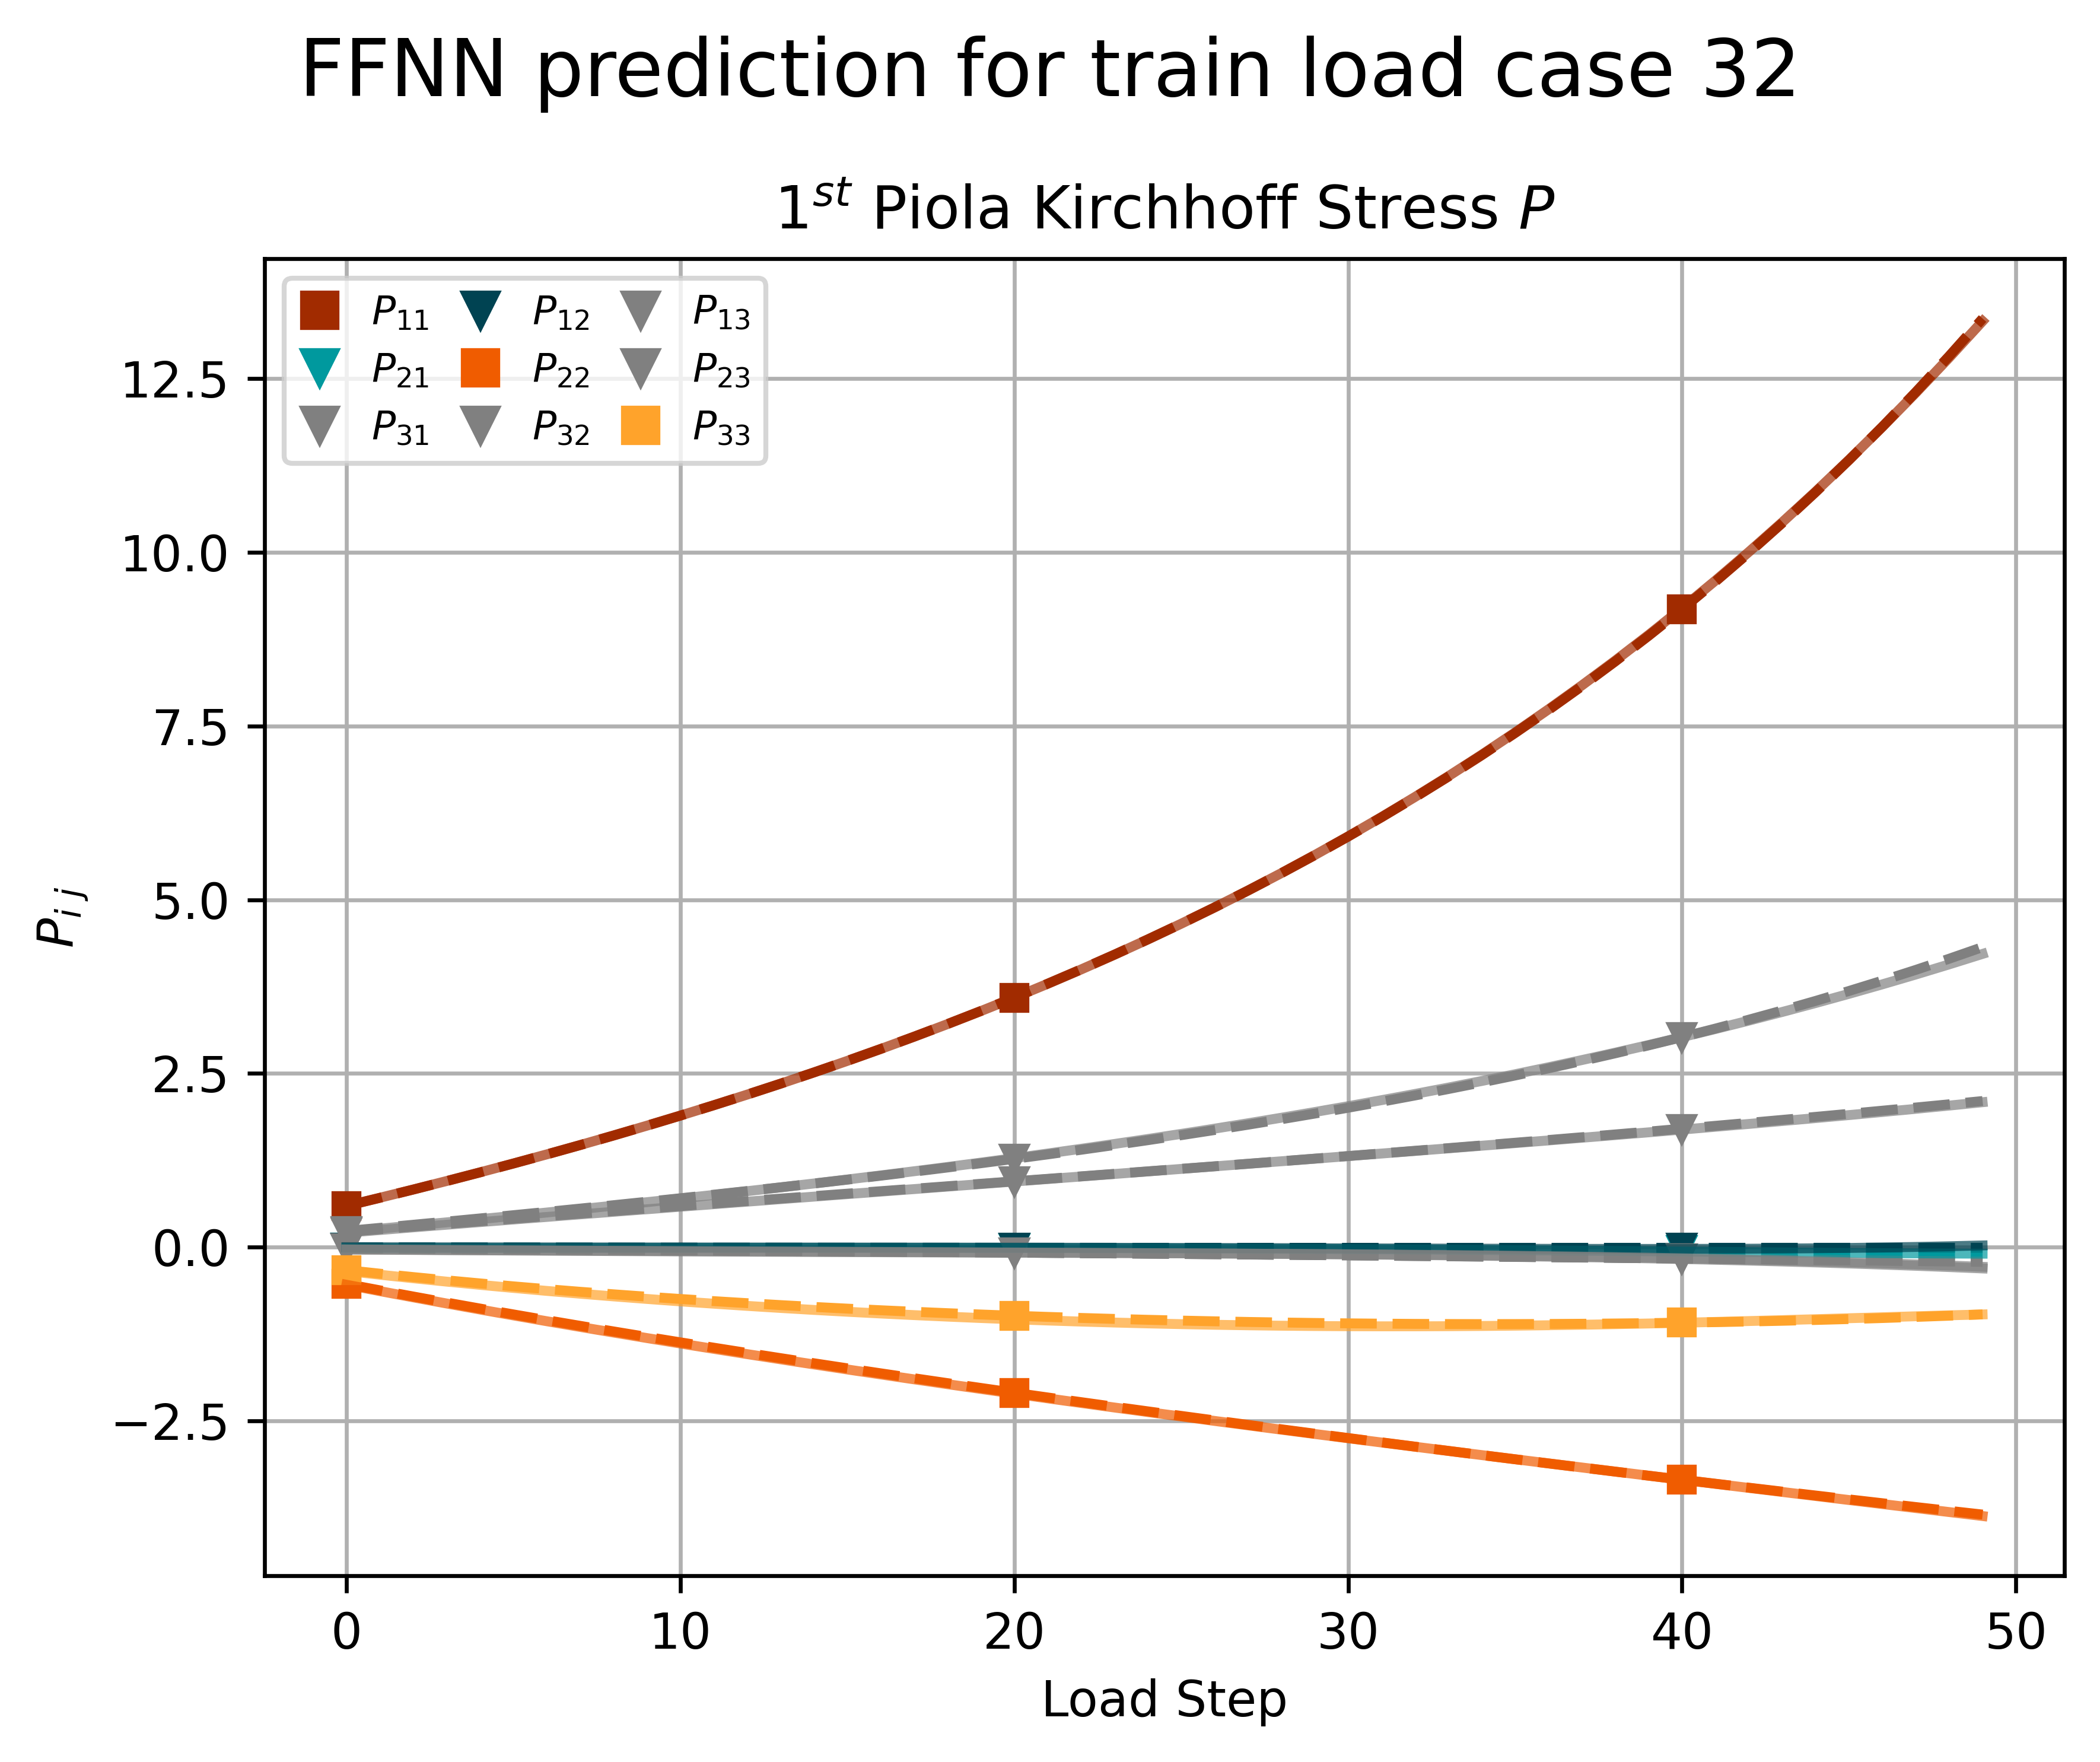 FFNN prediction for train load case 32
1st Piola Kirchhoff Stress P
P11 P12 P13
P21 P22 P23
P31 P32 P33
12.5
10.0
7.5
5.0
2.5
0.0
−2.5
Pij
0 10 20 30 40 50
Load Step